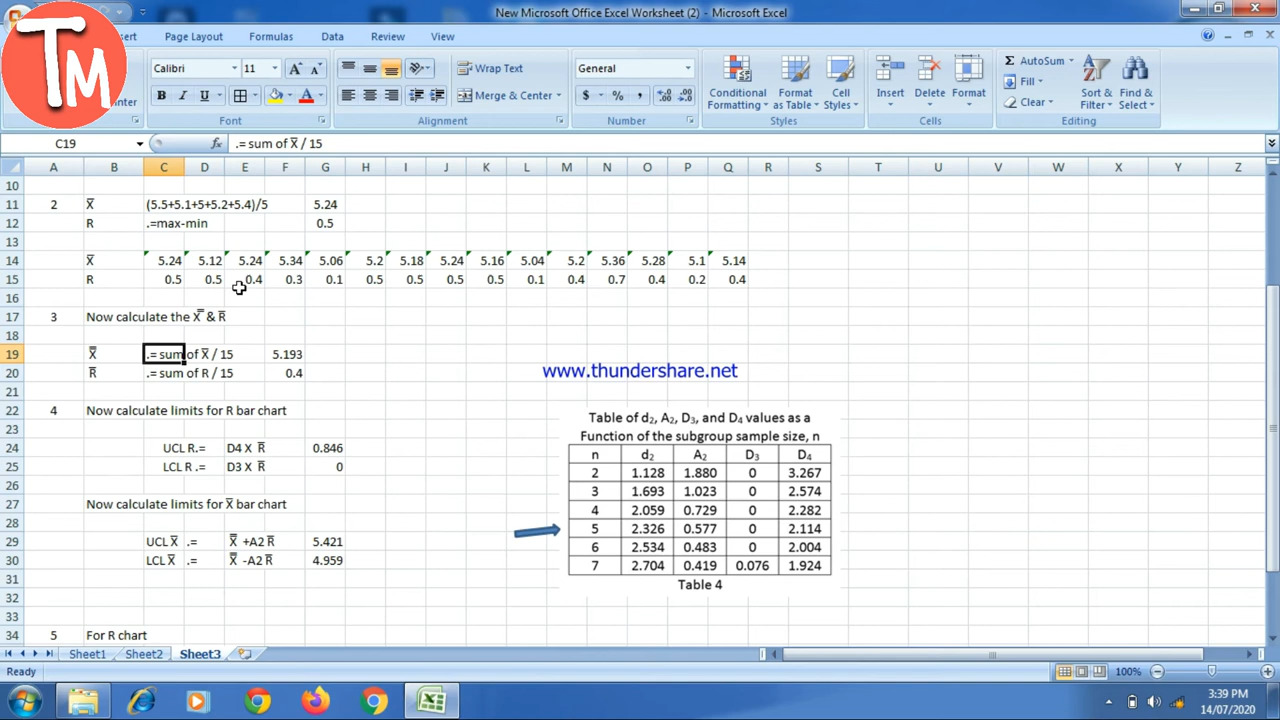 New Microsoft Office Excel Worksheet (2) - Microsoft Excel
TM
Page Layout Formulas Data Review View
Calibri 11 Wrap Text General AutoSum Fill Clear
Merge & Center Conditional Formatting Format as Table Cell Styles Insert Delete Format Sort & Filter Find & Select
Font Alignment Number Styles Cells Editing
C19 fx .= sum of X̅ / 15
A B C D E F G H I J K L M N O P Q R S T U V W X Y Z
10
11 2 X̅ (5.5+5.1+5+5.2+5.4)/5 5.24
12 R .=max-min 0.5
13
14 X̅ 5.24 5.12 5.24 5.34 5.06 5.2 5.18 5.24 5.16 5.04 5.2 5.36 5.28 5.1 5.14
15 R 0.5 0.5 0.4 0.3 0.1 0.5 0.5 0.5 0.5 0.1 0.4 0.7 0.4 0.2 0.4
16
17 3 Now calculate the X̿ & R̅
18
19 X̿ .= sum of X̅ / 15 5.193
20 R̅ .= sum of R / 15 0.4
www.thundershare.net
21
22 4 Now calculate limits for R bar chart
23
24 UCL R.= D4 X R̅ 0.846
25 LCL R .= D3 X R̅ 0
26
27 Now calculate limits for X̅ bar chart
28
29 UCL X̅ .= X̿ +A2 R̅ 5.421
30 LCL X̅ .= X̿ -A2 R̅ 4.959
31
32
33
34 5 For R chart
Table of d₂, A₂, D₃, and D₄ values as a
Function of the subgroup sample size, n
n d₂ A₂ D₃ D₄
2 1.128 1.880 0 3.267
3 1.693 1.023 0 2.574
4 2.059 0.729 0 2.282
5 2.326 0.577 0 2.114
6 2.534 0.483 0 2.004
7 2.704 0.419 0.076 1.924
Table 4
Sheet1 Sheet2 Sheet3
Ready 100%
3:39 PM
14/07/2020